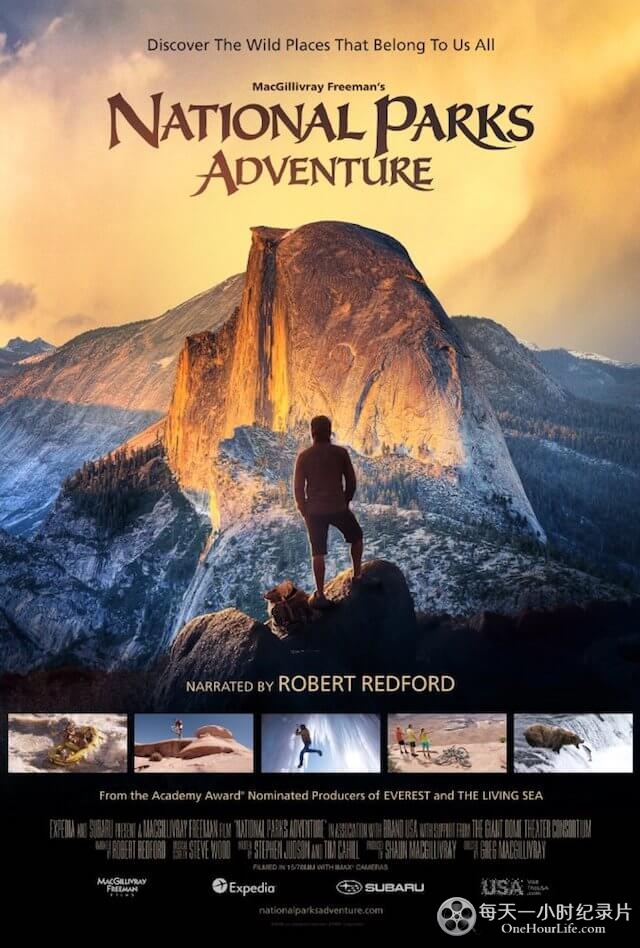 Discover The Wild Places That Belong To Us All
MacGillivray Freeman's
NATIONAL PARKS
ADVENTURE
NARRATED BY ROBERT REDFORD
From the Academy Award® Nominated Producers of EVEREST and THE LIVING SEA
EXPEDIA AND SUBARU PRESENT A MACGILLIVRAY FREEMAN FILM "NATIONAL PARKS ADVENTURE" IN ASSOCIATION WITH BRAND USA WITH SUPPORT FROM THE GIANT DOME THEATER CONSORTIUM
ROBERT REDFORD STEVE WOOD STEPHEN JUDSON AND TIM CAHILL SHAUN MACGILLIVRAY GREG MACGILLIVRAY
FILMED IN 15/70MM WITH IMAX® CAMERAS
MACGILLIVRAY
FREEMAN
FILMS
Expedia
SUBARU
USA
Visit
TheUSA
.com
nationalparksadventure.com
每天一小时纪录片
OneHourLife.com